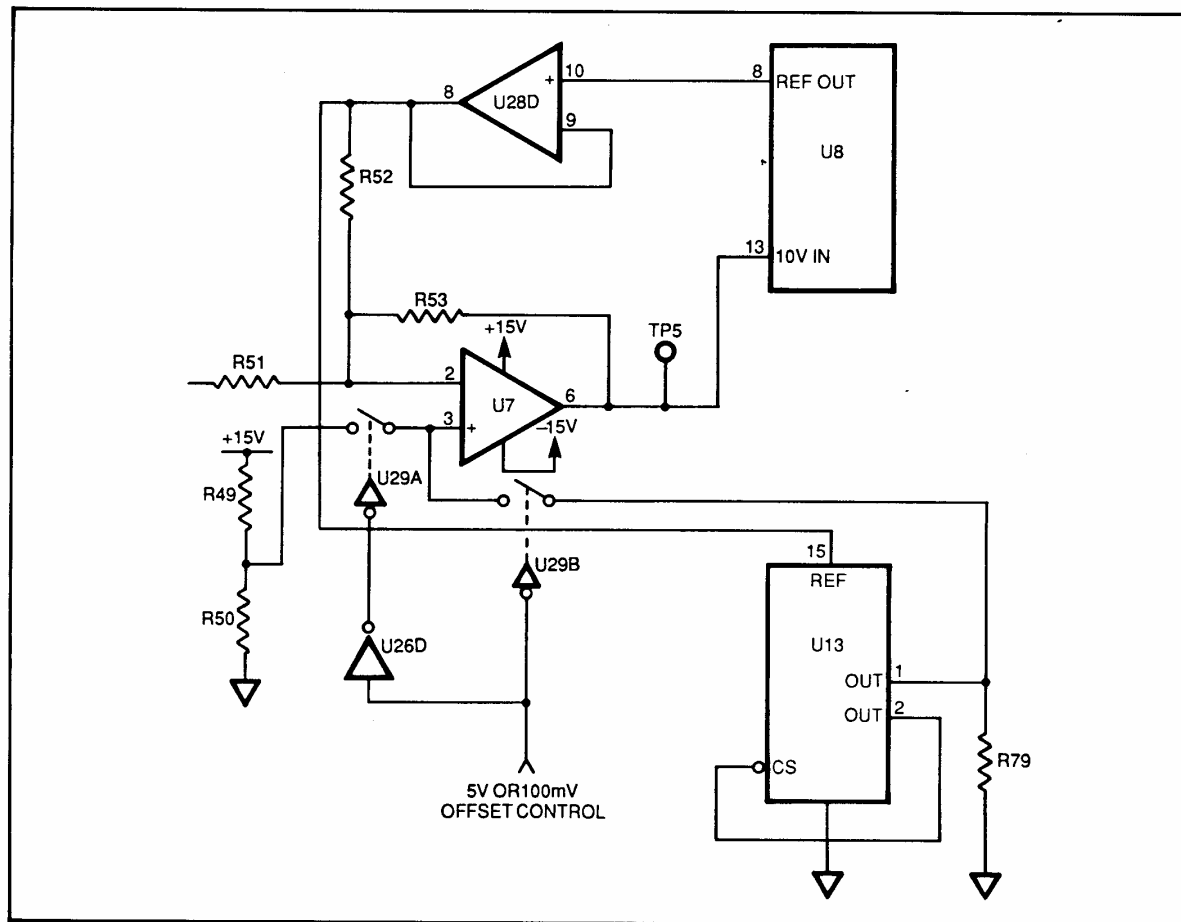 8
U28D
+
10
9
8
REF OUT
U8
13
10V IN
R52
R53
+15V
TP5
R51
2
U7
6
3
+
−15V
+15V
U29A
R49
15
REF
U29B
R50
U26D
U13
OUT
1
OUT
2
R79
CS
5V OR100mV
OFFSET CONTROL